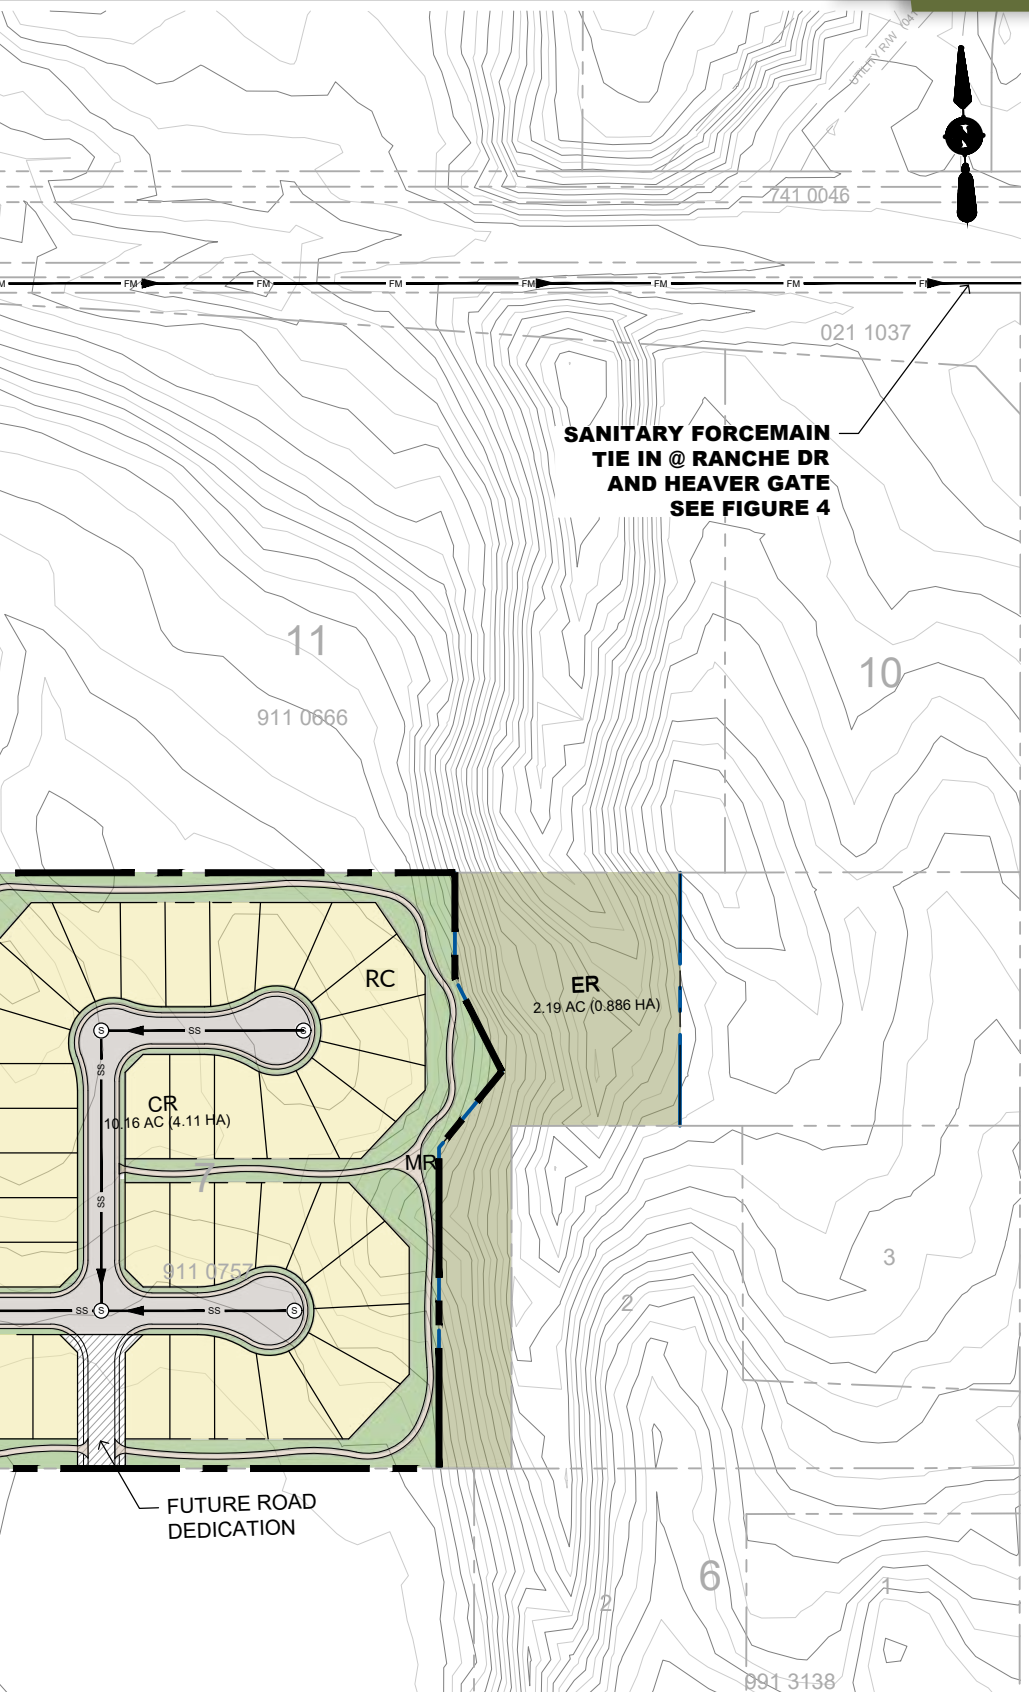 UTILITY R/W
741 0046
FM FM FM FM FM FM
021 1037
SANITARY FORCEMAIN
TIE IN @ RANCHE DR
AND HEAVER GATE
SEE FIGURE 4
11
10
911 0666
RC
ER
2.19 AC (0.886 HA)
S SS S
SS
CR
10.16 AC (4.11 HA)
MR
7
SS
911 0757
3
2
SS S SS S
FUTURE ROAD
DEDICATION
6
1
2
991 3138